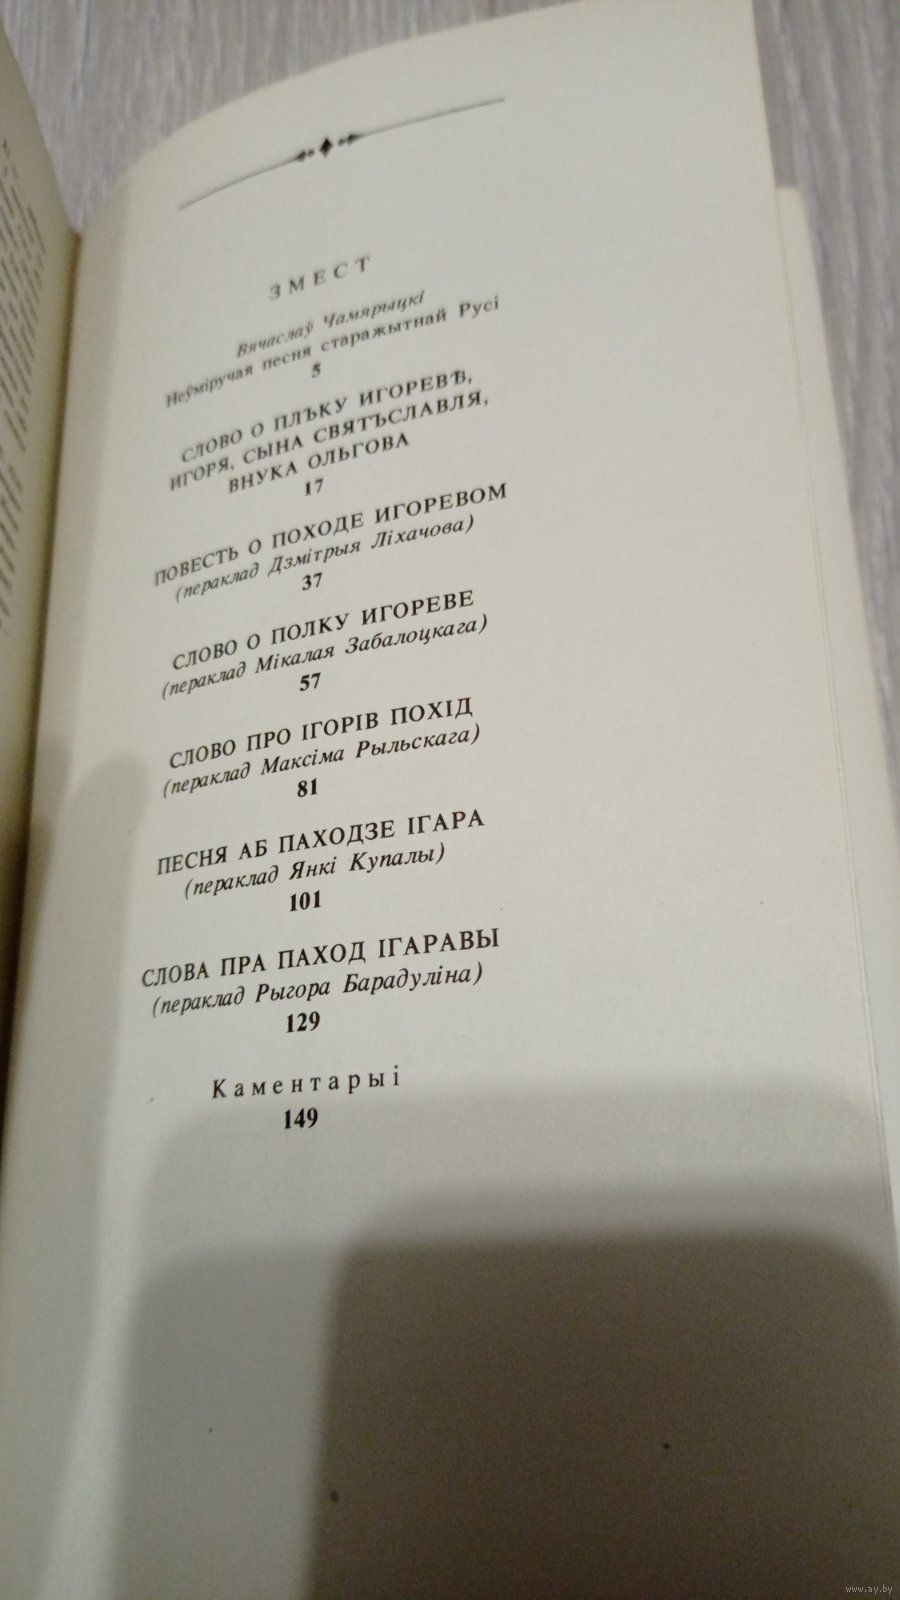 ЗМЕСТ
Вячаслаў Чамярыцкі
Неўміручая песня старажытнай Русі
5
СЛОВО О ПЛЪКУ ИГОРЕВѢ,
ИГОРЯ, СЫНА СВЯТЪСЛАВЛЯ,
ВНУКА ОЛЬГОВА
17
ПОВЕСТЬ О ПОХОДЕ ИГОРЕВОМ
(пераклад Дзмітрыя Ліхачова)
37
СЛОВО О ПОЛКУ ИГОРЕВЕ
(пераклад Мікалая Забалоцкага)
57
СЛОВО ПРО ІГОРІВ ПОХІД
(пераклад Максіма Рыльскага)
81
ПЕСНЯ АБ ПАХОДЗЕ ІГАРА
(пераклад Янкі Купалы)
101
СЛОВА ПРА ПАХОД ІГАРАВЫ
(пераклад Рыгора Барадуліна)
129
Каментарыі
149
www.ay.by